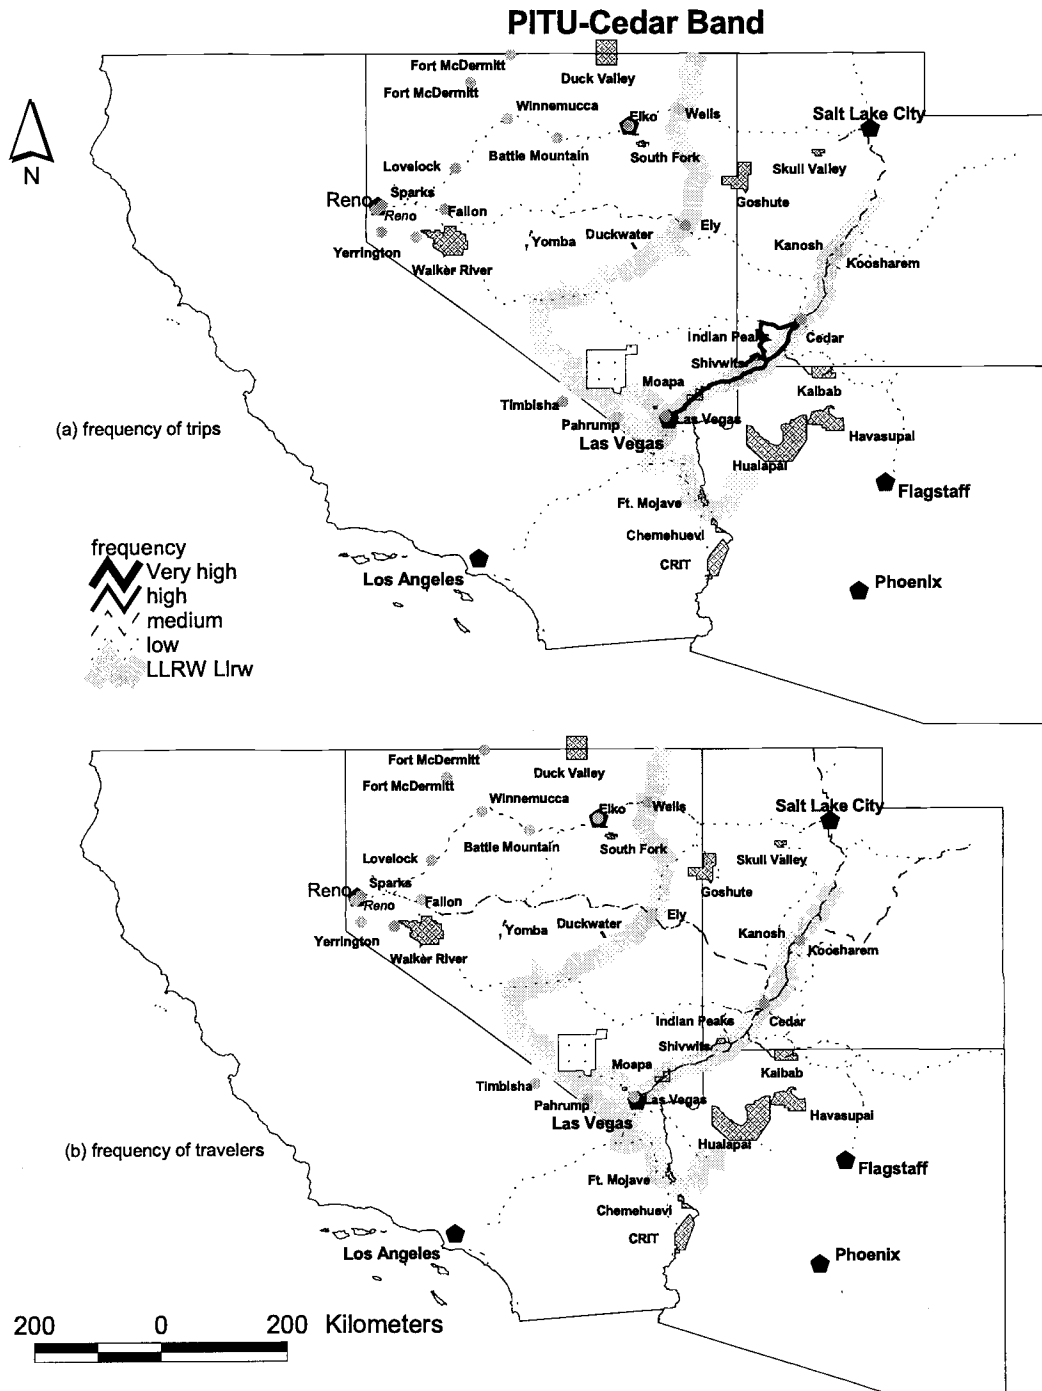 PITU-Cedar Band
Fort McDermitt
Duck Valley
Fort McDermitt
Winnemucca
Elko
Wells
Salt Lake City
Battle Mountain
South Fork
Lovelock
Skull Valley
N
Sparks
Reno
Reno
Fallon
Goshute
Yomba
Duckwater
Ely
Kanosh
Koosharem
Yerrington
Walker River
Indian Peaks
Cedar
Shivwits
Moapa
Kaibab
Timbisha
Pahrump
Las Vegas
Las Vegas
(a) frequency of trips
Havasupai
Hualapai
Flagstaff
Ft. Mojave
Chemehuevi
CRIT
frequency
Very high
high
medium
low
LLRW Llrw
Los Angeles
Phoenix
Fort McDermitt
Duck Valley
Fort McDermitt
Winnemucca
Elko
Wells
Salt Lake City
Battle Mountain
South Fork
Lovelock
Skull Valley
Sparks
Reno
Reno
Fallon
Goshute
Yomba
Duckwater
Ely
Kanosh
Koosharem
Yerrington
Walker River
Indian Peaks
Cedar
Shivwits
Moapa
Kaibab
Timbisha
Pahrump
Las Vegas
Las Vegas
Havasupai
(b) frequency of travelers
Hualapai
Flagstaff
Ft. Mojave
Chemehuevi
CRIT
Los Angeles
Phoenix
200 0 200 Kilometers